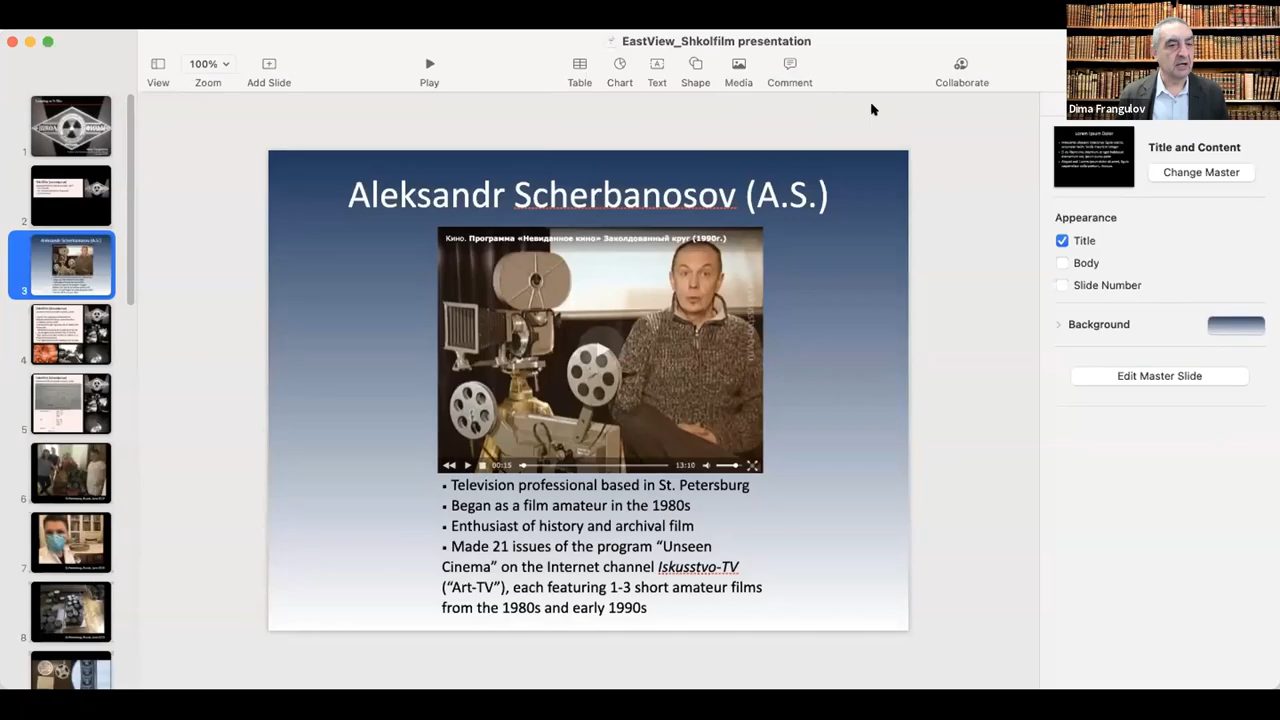 EastView_Shkolfilm presentation
View
100%
Zoom
Add Slide
Play
Table
Chart
Text
Shape
Media
Comment
Collaborate
Dima Frangulov
1
2
3
4
5
6
7
8
Aleksandr Scherbanosov (A.S.)
Кино. Программа «Невиданное кино» Заколдованный круг (1990г.)
00:15
13:10
▪ Television professional based in St. Petersburg
▪ Began as a film amateur in the 1980s
▪ Enthusiast of history and archival film
▪ Made 21 issues of the program “Unseen
Cinema” on the Internet channel Iskusstvo-TV
(“Art-TV”), each featuring 1-3 short amateur films
from the 1980s and early 1990s
Title and Content
Change Master
Appearance
Title
Body
Slide Number
Background
Edit Master Slide